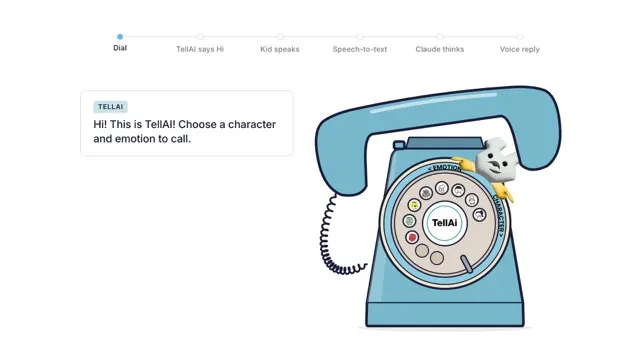 Dial
TellAI says Hi
Kid speaks
Speech-to-text
Claude thinks
Voice reply
TELLAI
Hi! This is TellAI! Choose a character
and emotion to call.
< EMOTION
CHARACTER >
TellAi